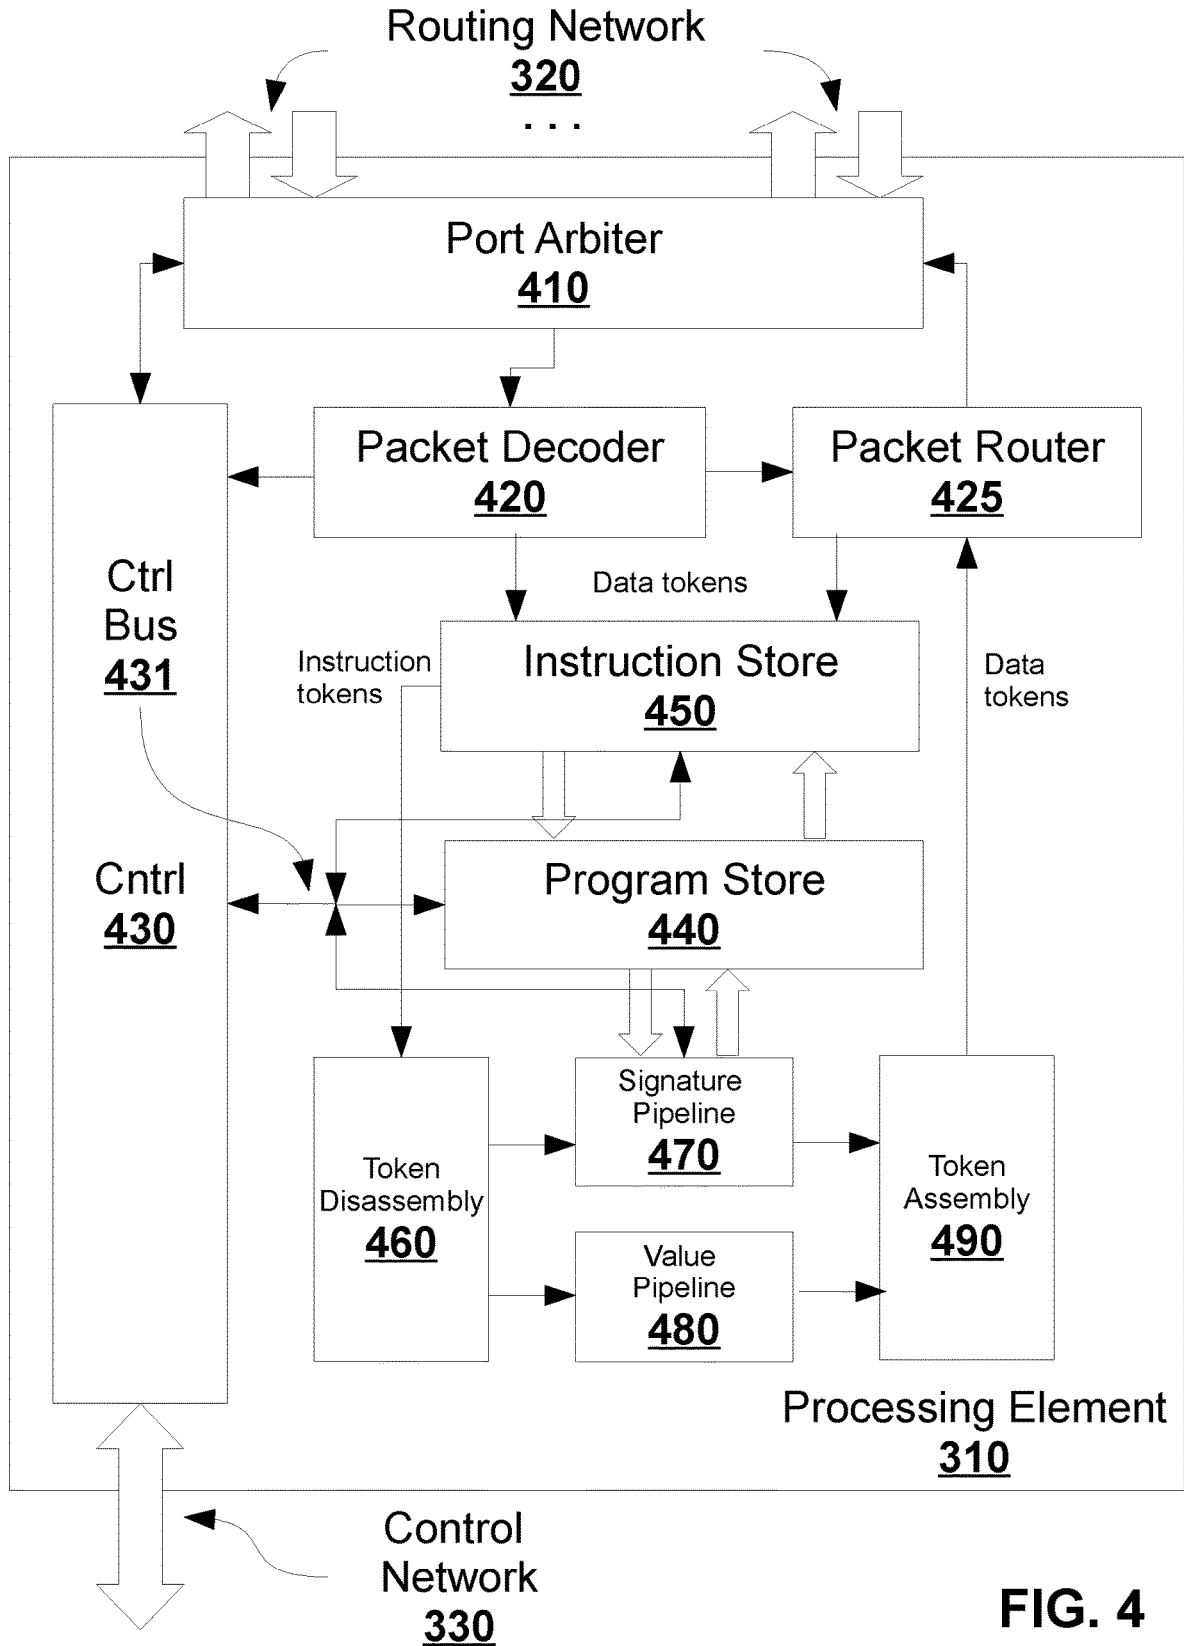 Routing Network
320
. . .
Port Arbiter
410
Packet Decoder
420
Packet Router
425
Ctrl
Bus
431
Data tokens
Instruction
tokens
Instruction Store
450
Data
tokens
Cntrl
430
Program Store
440
Token
Disassembly
460
Signature
Pipeline
470
Value
Pipeline
480
Token
Assembly
490
Processing Element
310
Control
Network
330
FIG. 4